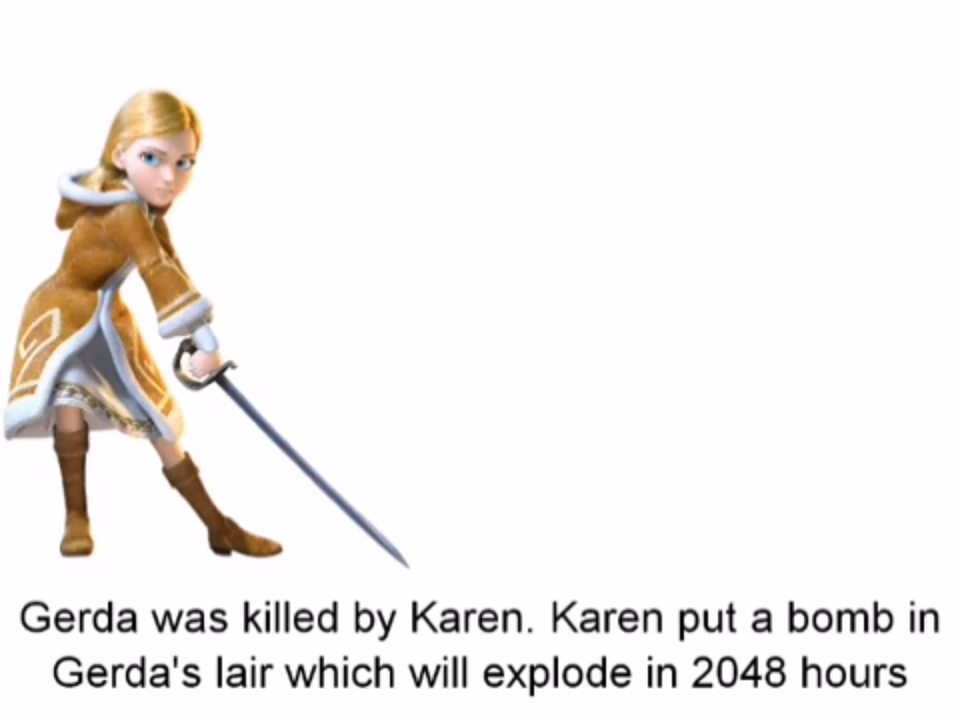 Gerda was killed by Karen. Karen put a bomb in
Gerda's lair which will explode in 2048 hours